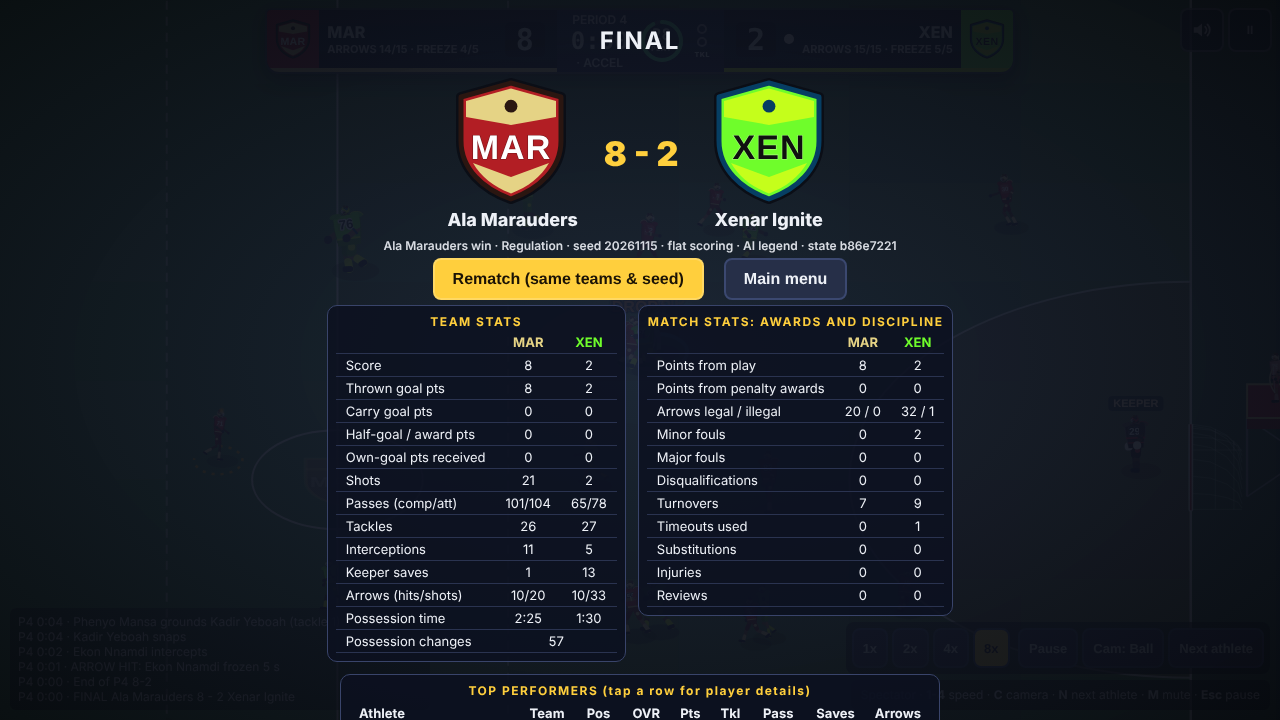 MAR
MAR
ARROWS 14/15 · FREEZE 4/5
8
PERIOD 4
0:
· ACCEL
FINAL
TKL
2
XEN
ARROWS 15/15 · FREEZE 5/5
XEN
MAR
8 - 2
XEN
Ala Marauders
Xenar Ignite
Ala Marauders win · Regulation · seed 20261115 · flat scoring · AI legend · state b86e7221
Rematch (same teams & seed)
Main menu
TEAM STATS
MAR XEN
Score 8 2
Thrown goal pts 8 2
Carry goal pts 0 0
Half-goal / award pts 0 0
Own-goal pts received 0 0
Shots 21 2
Passes (comp/att) 101/104 65/78
Tackles 26 27
Interceptions 11 5
Keeper saves 1 13
Arrows (hits/shots) 10/20 10/33
Possession time 2:25 1:30
Possession changes 57
MATCH STATS: AWARDS AND DISCIPLINE
MAR XEN
Points from play 8 2
Points from penalty awards 0 0
Arrows legal / illegal 20 / 0 32 / 1
Minor fouls 0 2
Major fouls 0 0
Disqualifications 0 0
Turnovers 7 9
Timeouts used 0 1
Substitutions 0 0
Injuries 0 0
Reviews 0 0
KEEPER
P4 0:04 · Phenyo Mansa grounds Kadir Yeboah (tackle
P4 0:04 · Kadir Yeboah snaps
P4 0:02 · Ekon Nnamdi intercepts
P4 0:01 · ARROW HIT: Ekon Nnamdi frozen 5 s
P4 0:00 · End of P4 8-2
P4 0:00 · FINAL Ala Marauders 8 - 2 Xenar Ignite
1x 2x 4x 8x Pause Cam: Ball Next athlete
speed · C camera N next athlete · M mute · Esc pause
TOP PERFORMERS (tap a row for player details)
Athlete Team Pos OVR Pts Tkl Pass Saves Arrows